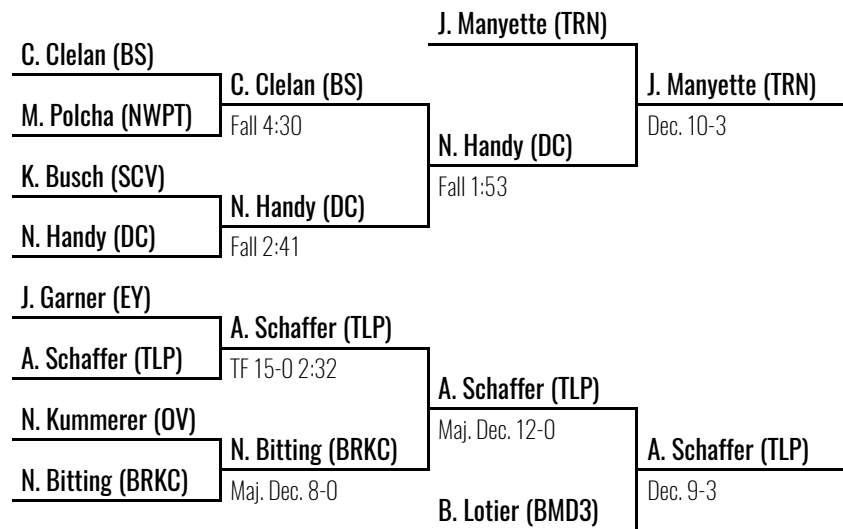 J. Manyette (TRN)
C. Clelan (BS)
C. Clelan (BS)
J. Manyette (TRN)
M. Polcha (NWPT)
Fall 4:30
Dec. 10-3
N. Handy (DC)
K. Busch (SCV)
Fall 1:53
N. Handy (DC)
N. Handy (DC)
Fall 2:41
J. Garner (EY)
A. Schaffer (TLP)
A. Schaffer (TLP)
TF 15-0 2:32
A. Schaffer (TLP)
N. Kummerer (OV)
Maj. Dec. 12-0
N. Bitting (BRKC)
A. Schaffer (TLP)
N. Bitting (BRKC)
Maj. Dec. 8-0
Dec. 9-3
B. Lotier (BMD3)